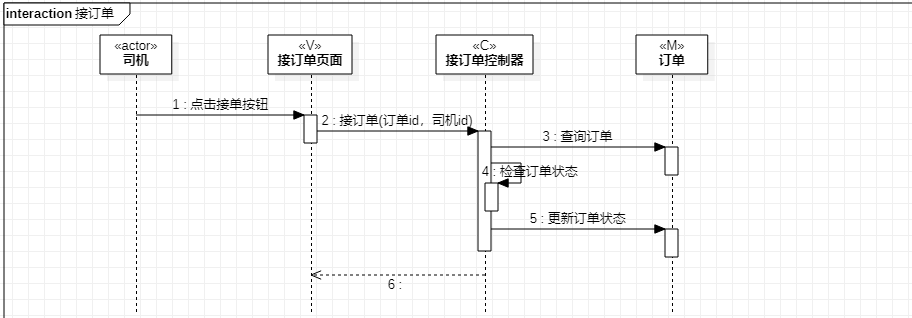 interaction 接订单
«actor»
司机
«V»
接订单页面
«C»
接订单控制器
«M»
订单
1 : 点击接单按钮
2 : 接订单(订单id，司机id)
3 : 查询订单
4 : 检查订单状态
5 : 更新订单状态
6 :